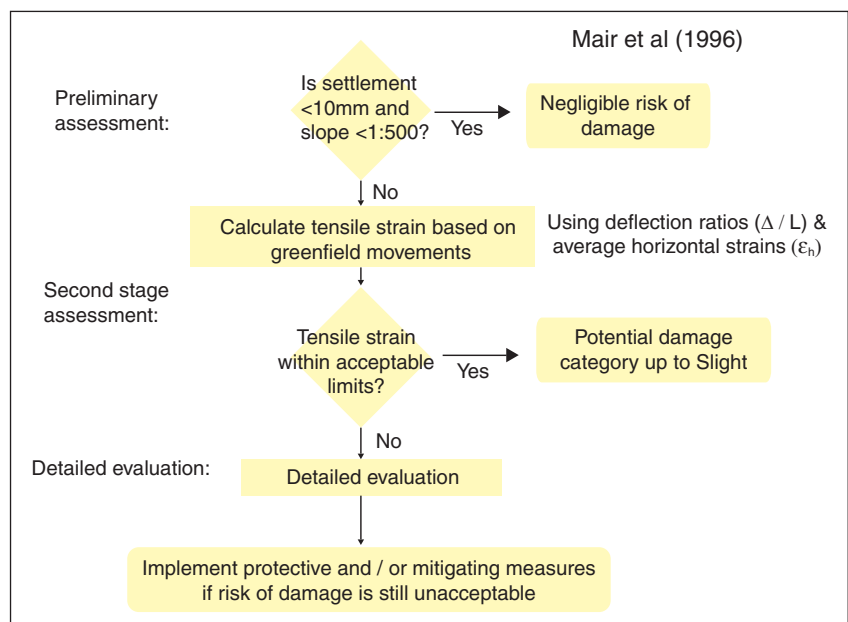 Mair et al (1996)
Preliminary
assessment:
Is settlement
<10mm and
slope <1:500?
Yes
Negligible risk of
damage
No
Calculate tensile strain based on
greenfield movements
Using deflection ratios (Δ / L) &
average horizontal strains (εh)
Second stage
assessment:
Tensile strain
within acceptable
limits?
Yes
Potential damage
category up to Slight
No
Detailed evaluation:
Detailed evaluation
Implement protective and / or mitigating measures
if risk of damage is still unacceptable